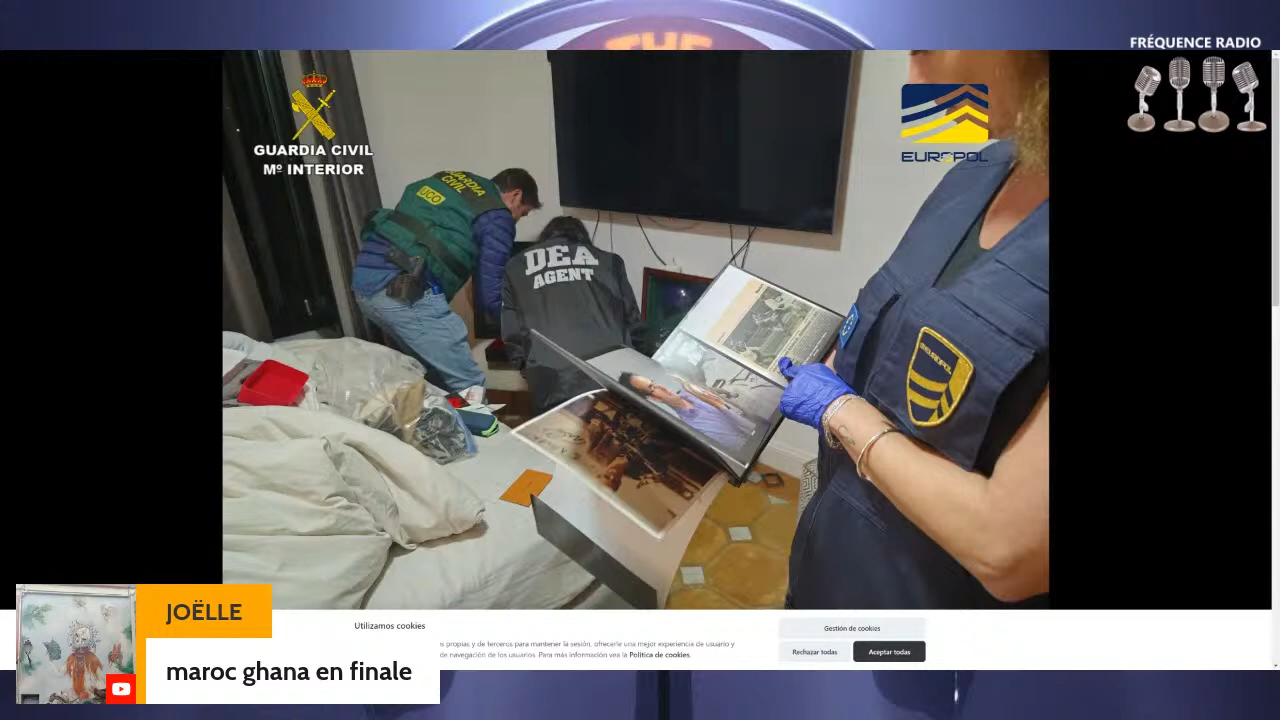 THE
FRÉQUENCE RADIO
GUARDIA CIVIL
Mº INTERIOR
EUROPOL
GUARDIA
CIVIL
UCO
DEA
AGENT
EUROPOL
JOËLLE
maroc ghana en finale
Utilizamos cookies
s propias y de terceros para mantener la sesión, ofrecerle una mejor experiencia de usuario y
de navegación de los usuarios. Para más información vea la Política de cookies.
Gestión de cookies
Rechazar todas
Aceptar todas